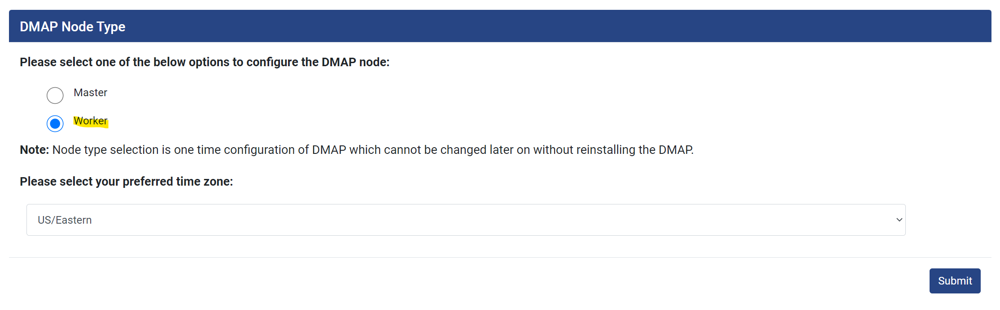 DMAP Node Type
Please select one of the below options to configure the DMAP node:
Master
Worker
Note: Node type selection is one time configuration of DMAP which cannot be changed later on without reinstalling the DMAP.
Please select your preferred time zone:
US/Eastern
Submit